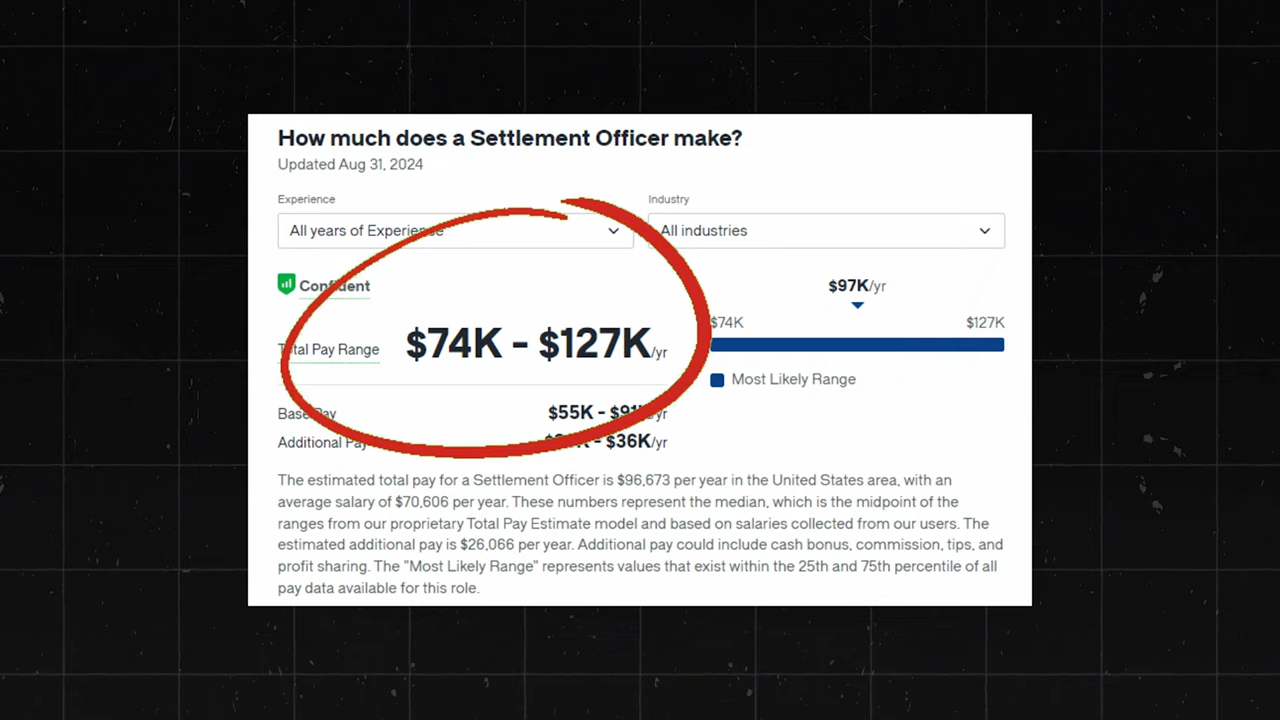 How much does a Settlement Officer make?
Updated Aug 31, 2024
Experience
Industry
All years of Experience
All industries
Confident
Total Pay Range
$74K - $127K/yr
$97K/yr
$74K
$127K
Most Likely Range
Base Pay
$55K - $91K/yr
Additional Pay
- $36K/yr
The estimated total pay for a Settlement Officer is $96,673 per year in the United States area, with an
average salary of $70,606 per year. These numbers represent the median, which is the midpoint of the
ranges from our proprietary Total Pay Estimate model and based on salaries collected from our users. The
estimated additional pay is $26,066 per year. Additional pay could include cash bonus, commission, tips, and
profit sharing. The "Most Likely Range" represents values that exist within the 25th and 75th percentile of all
pay data available for this role.